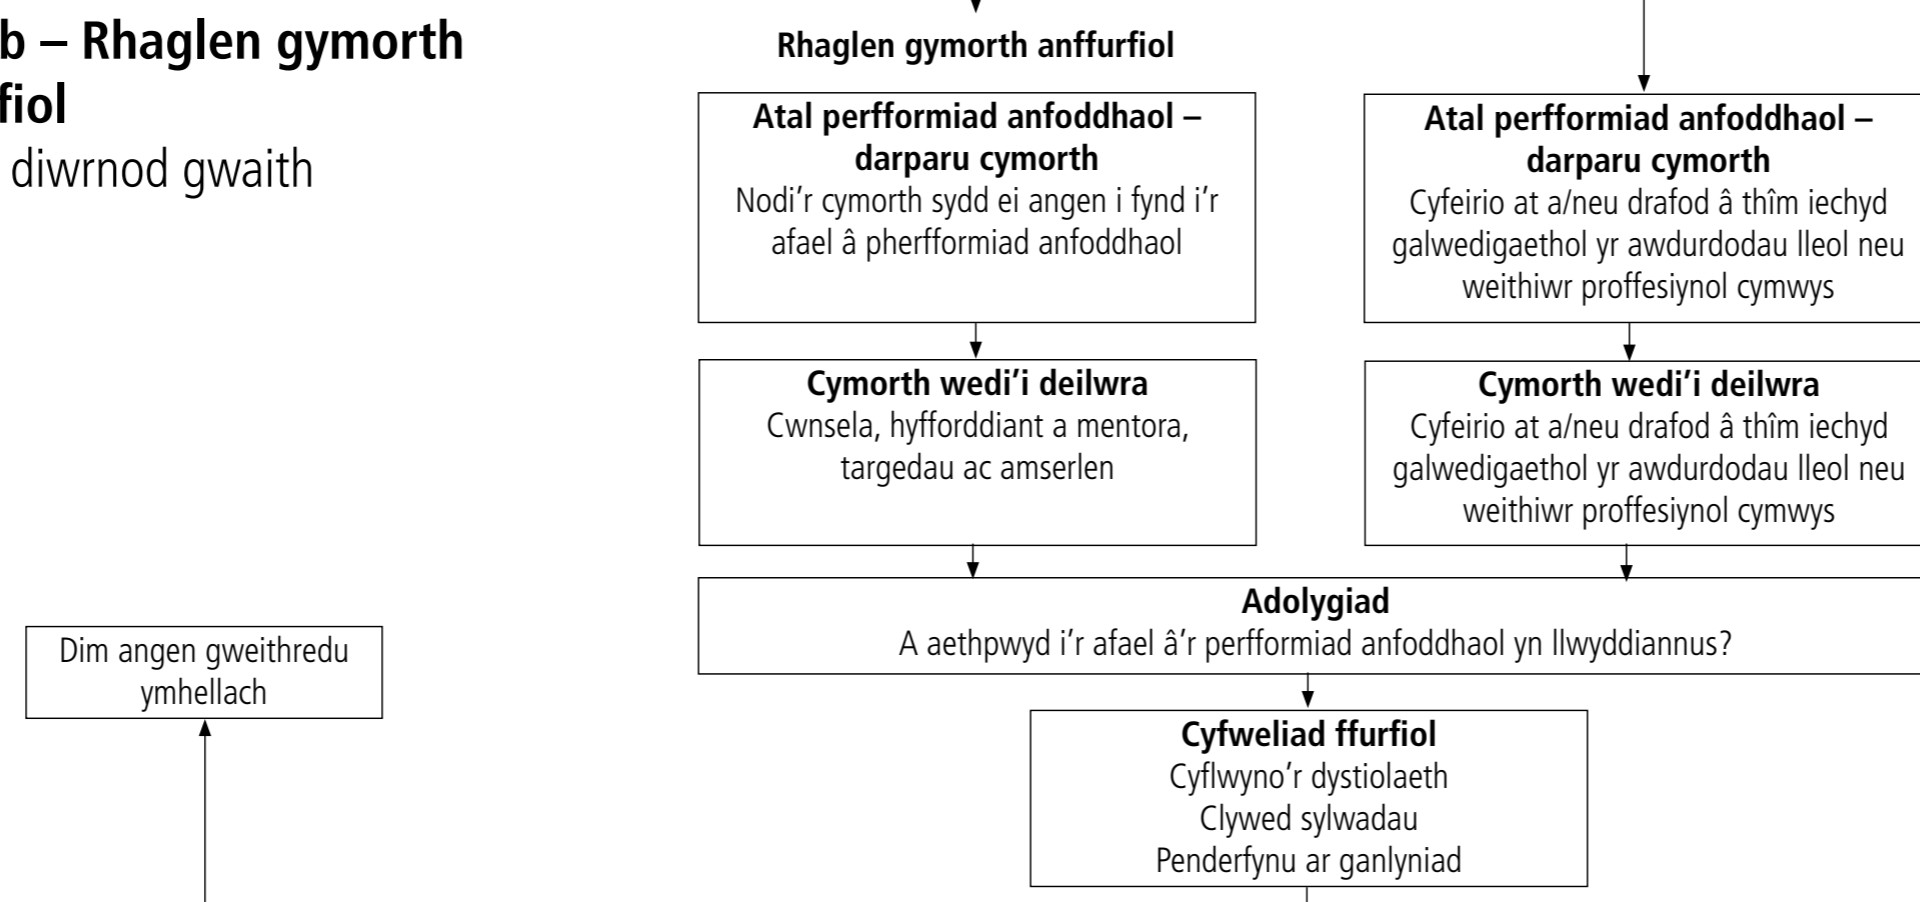 b – Rhaglen gymorth
fiol
diwrnod gwaith
Rhaglen gymorth anffurfiol
Atal perfformiad anfoddhaol –
darparu cymorth
Nodi’r cymorth sydd ei angen i fynd i’r
afael â pherfformiad anfoddhaol
Atal perfformiad anfoddhaol –
darparu cymorth
Cyfeirio at a/neu drafod â thîm iechyd
galwedigaethol yr awdurdodau lleol neu
weithiwr proffesiynol cymwys
Cymorth wedi’i deilwra
Cwnsela, hyfforddiant a mentora,
targedau ac amserlen
Cymorth wedi’i deilwra
Cyfeirio at a/neu drafod â thîm iechyd
galwedigaethol yr awdurdodau lleol neu
weithiwr proffesiynol cymwys
Adolygiad
A aethpwyd i’r afael â’r perfformiad anfoddhaol yn llwyddiannus?
Dim angen gweithredu
ymhellach
Cyfweliad ffurfiol
Cyflwyno’r dystiolaeth
Clywed sylwadau
Penderfynu ar ganlyniad